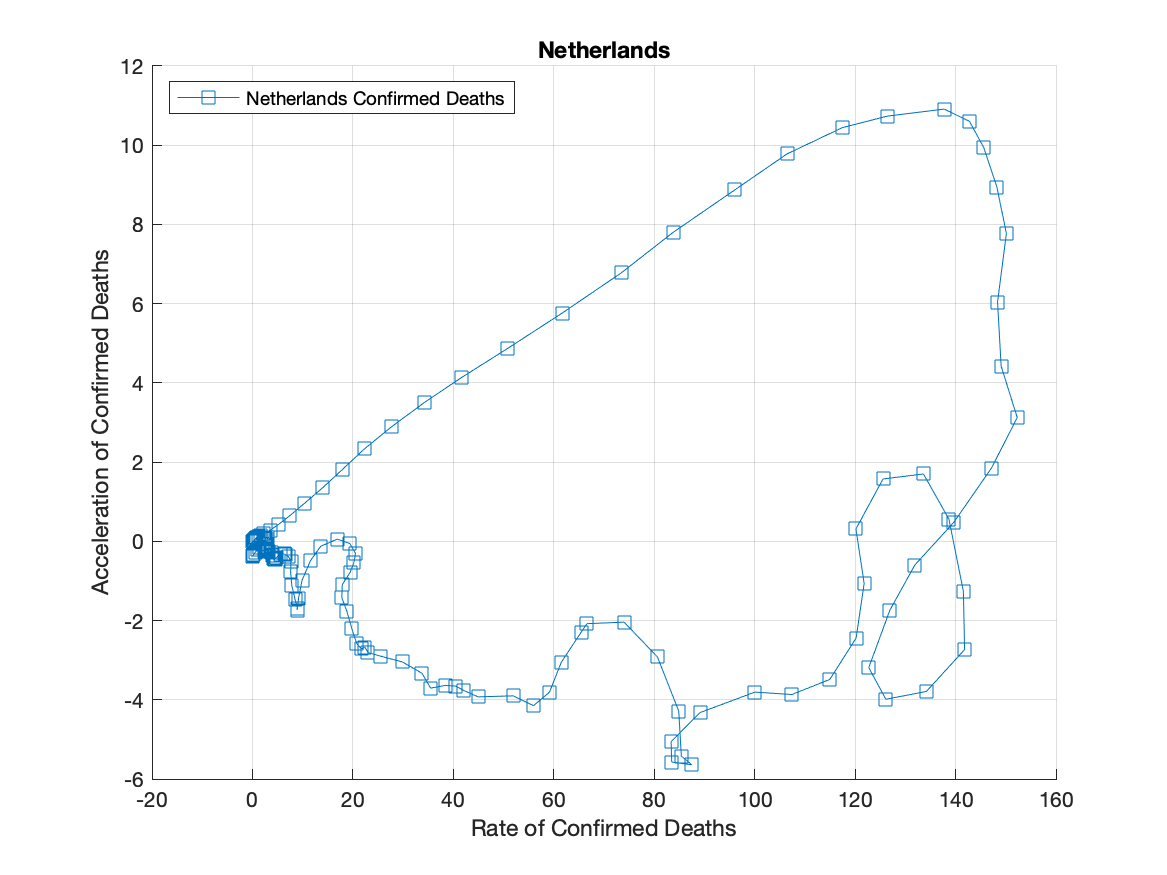 Netherlands
12
Netherlands Confirmed Deaths
10
8
6
4
2
0
-2
-4
-6
Acceleration of Confirmed Deaths
-20 0 20 40 60 80 100 120 140 160
Rate of Confirmed Deaths